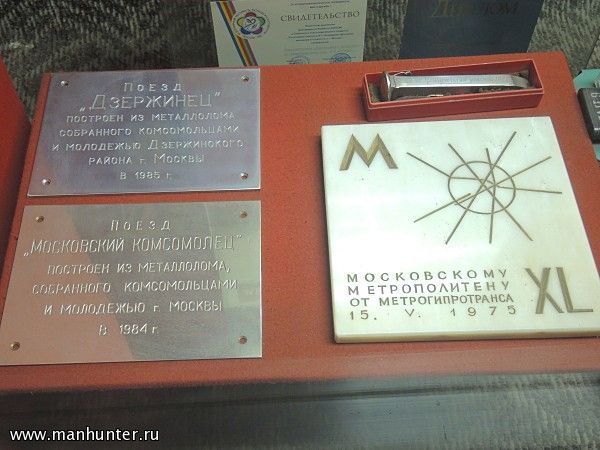 СВИДЕТЕЛЬСТВО
ДИПЛОМ
ПОЕЗД
„ДЗЕРЖИНЕЦ"
ПОСТРОЕН ИЗ МЕТАЛЛОЛОМА
СОБРАННОГО КОМСОМОЛЬЦАМИ
И МОЛОДЕЖЬЮ ДЗЕРЖИНСКОГО
РАЙОНА г. МОСКВЫ
В 1985 г.
ПОЕЗД
„МОСКОВСКИЙ КОМСОМОЛЕЦ"
ПОСТРОЕН ИЗ МЕТАЛЛОЛОМА,
СОБРАННОГО КОМСОМОЛЬЦАМИ
И МОЛОДЕЖЬЮ г. МОСКВЫ
В 1984 г.
М
МОСКОВСКОМУ
МЕТРОПОЛИТЕНУ
ОТ МЕТРОГИПРОТРАНСА
15. V. 1975
XL
www.manhunter.ru